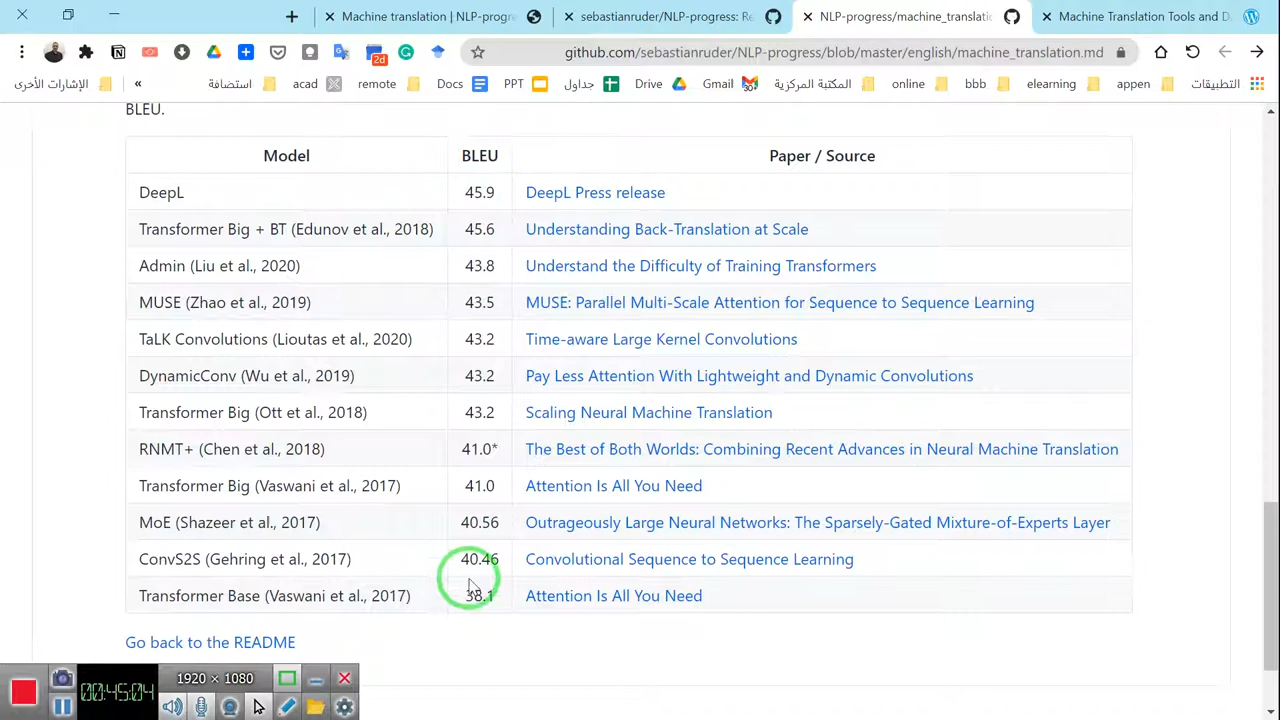 Machine translation | NLP-progre
sebastianruder/NLP-progress: Re
NLP-progress/machine_translatio
Machine Translation Tools and D
github.com/sebastianruder/NLP-progress/blob/master/english/machine_translation.md
2d
الإشارات الأخرى
«
استضافة
acad
remote
Docs
PPT
جداول
Drive
Gmail
المكتبة المركزية
online
bbb
elearning
appen
التطبيقات
BLEU.
Model BLEU Paper / Source
DeepL 45.9 DeepL Press release
Transformer Big + BT (Edunov et al., 2018) 45.6 Understanding Back-Translation at Scale
Admin (Liu et al., 2020) 43.8 Understand the Difficulty of Training Transformers
MUSE (Zhao et al., 2019) 43.5 MUSE: Parallel Multi-Scale Attention for Sequence to Sequence Learning
TaLK Convolutions (Lioutas et al., 2020) 43.2 Time-aware Large Kernel Convolutions
DynamicConv (Wu et al., 2019) 43.2 Pay Less Attention With Lightweight and Dynamic Convolutions
Transformer Big (Ott et al., 2018) 43.2 Scaling Neural Machine Translation
RNMT+ (Chen et al., 2018) 41.0* The Best of Both Worlds: Combining Recent Advances in Neural Machine Translation
Transformer Big (Vaswani et al., 2017) 41.0 Attention Is All You Need
MoE (Shazeer et al., 2017) 40.56 Outrageously Large Neural Networks: The Sparsely-Gated Mixture-of-Experts Layer
ConvS2S (Gehring et al., 2017) 40.46 Convolutional Sequence to Sequence Learning
Transformer Base (Vaswani et al., 2017) 38.1 Attention Is All You Need
Go back to the README
1920 × 1080
00:45:04